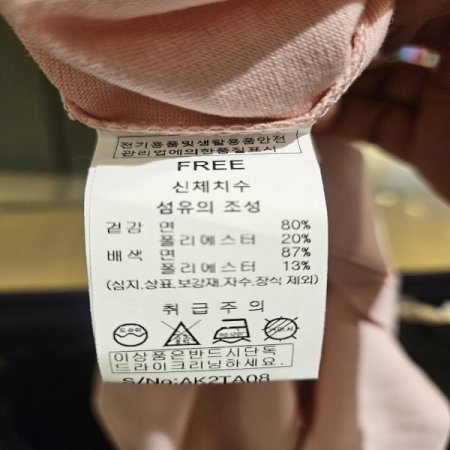 전기용품및생활용품안전
관리법에의한품질표시
FREE
신체치수
섬유의 조성
겉감 면 80%
폴리에스터 20%
배색 면 87%
폴리에스터 13%
(심지.상표.보강재.자수.장식 제외)
취급주의
드라이
이상품은반드시단독
드라이크리닝하세요.
S/No:AK2TA08